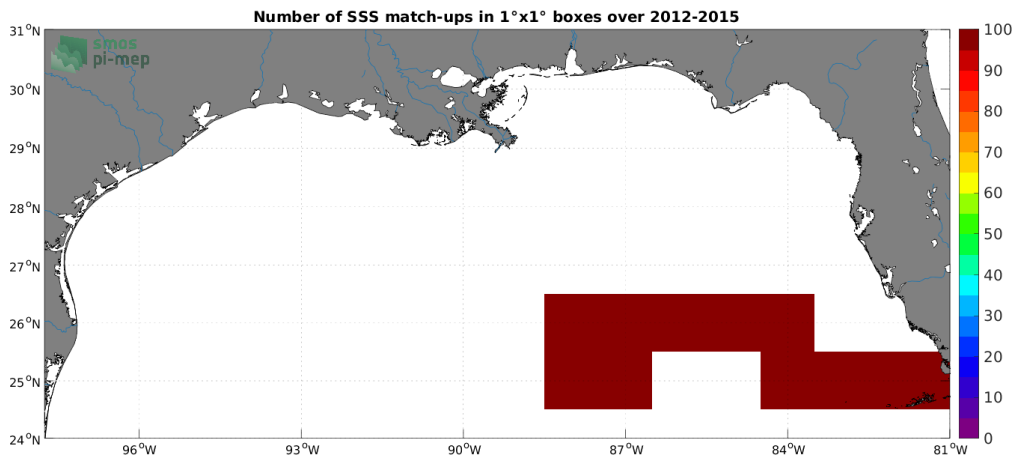 Number of SSS match-ups in 1°x1° boxes over 2012-2015
smos
pi-mep
31°N
30°N
29°N
28°N
27°N
26°N
25°N
24°N
96°W
93°W
90°W
87°W
84°W
81°W
100
90
80
70
60
50
40
30
20
10
0